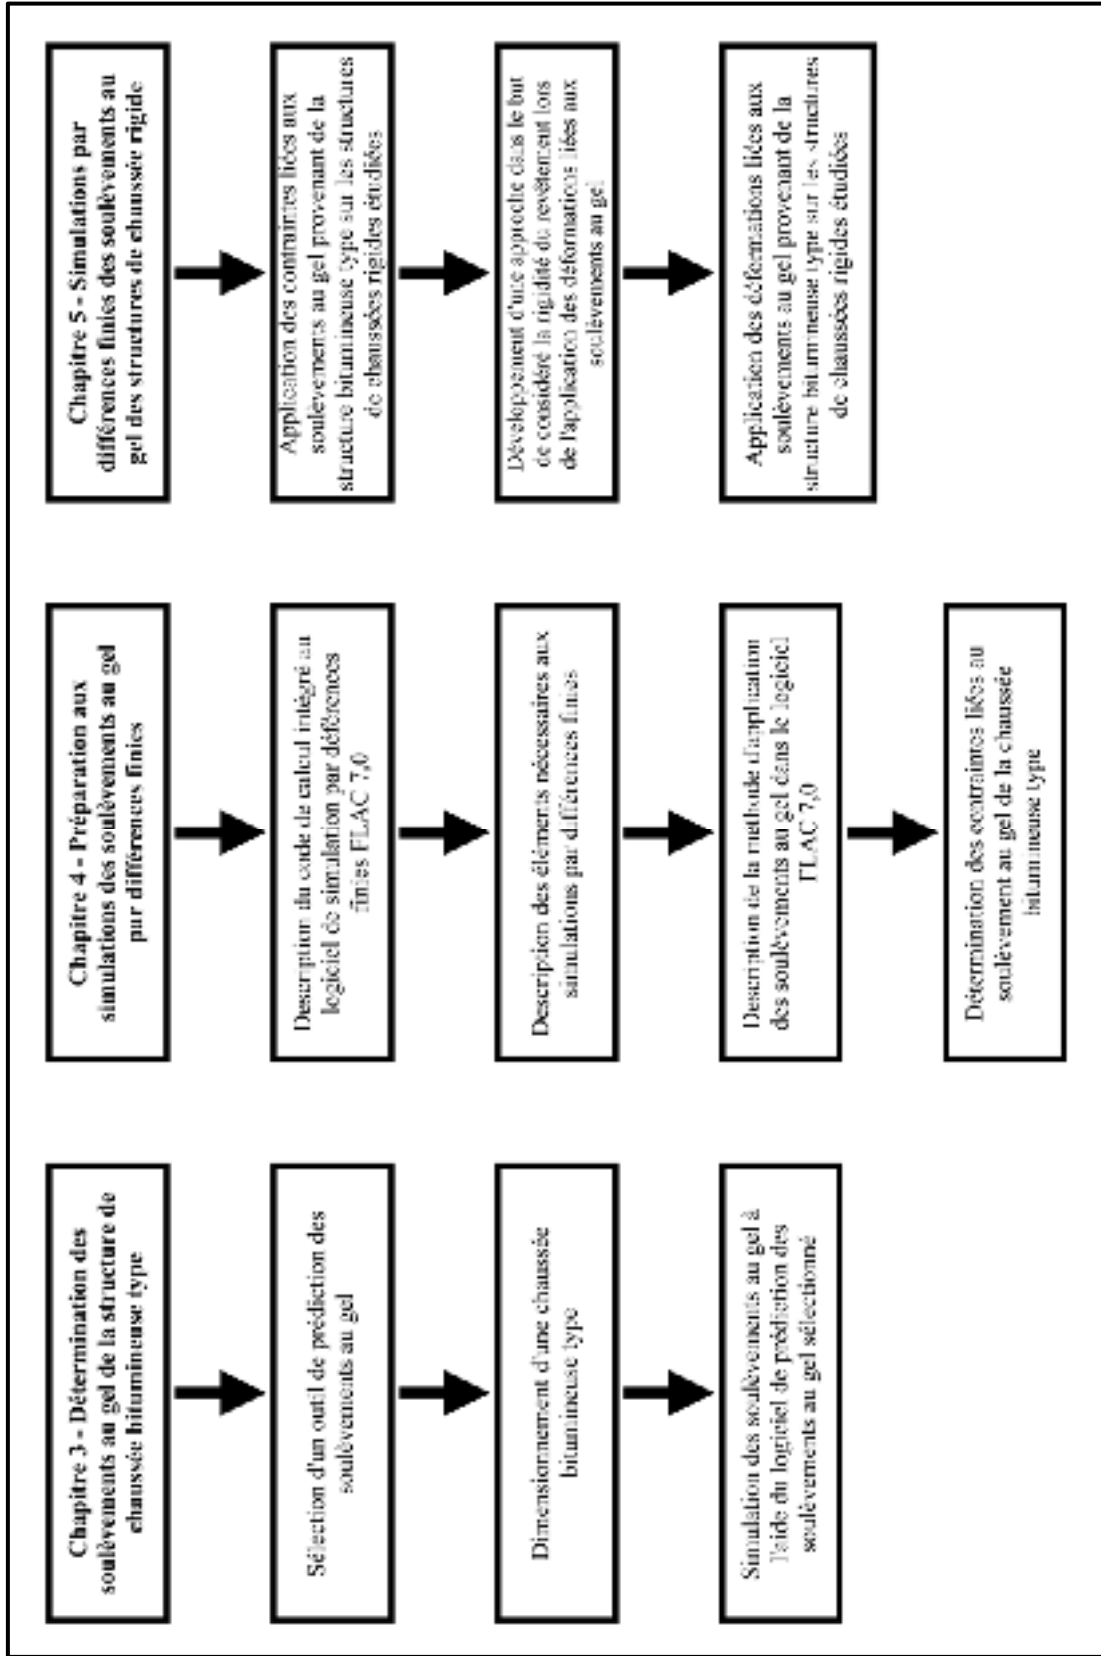 Chapitre 3 - Détermination des
soulèvements au gel de la structure de
chaussée bitumineuse type
Sélection d'un outil de prédiction des
soulèvements au gel
Dimensionnement d'une chaussée
bitumineuse type
Simulation des soulèvements au gel à
l'aide du logiciel de prédiction des
soulèvements au gel sélectionné
Chapitre 4 - Préparation aux
simulations des soulèvements au gel
par différences finies
Description du code de calcul intégré au
logiciel de simulation par différences
finies FLAC 7,0
Description des éléments nécessaires aux
simulations par différences finies
Description de la méthode d'application
des soulèvements au gel dans le logiciel
FLAC 7,0
Détermination des contraintes liées au
soulèvement au gel de la chaussée
bitumineuse type
Chapitre 5 - Simulations par
différences finies des soulèvements au
gel des structures de chaussée rigide
Application des contraintes liées aux
soulèvements au gel provenant de la
structure bitumineuse type sur les structures
de chaussées rigides étudiées
Développement d'une approche dans le but
de considéré la rigidité du revêtement lors
de l'application des déformations liées aux
soulèvements au gel
Application des déformations liées aux
soulèvements au gel provenant de la
structure bitumineuse type sur les structures
de chaussées rigides étudiées